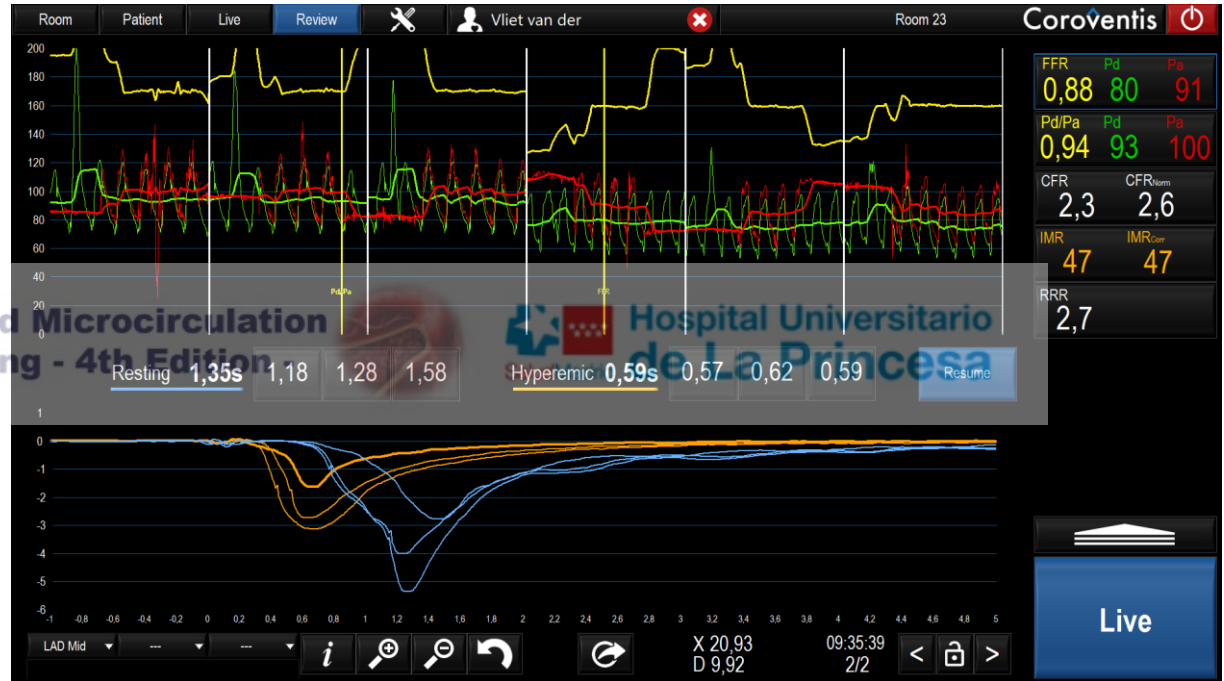 Room Patient Live Review Vliet van der Room 23 Coroventis
FFR Pd Pa
0,88 80 91
Pd/Pa Pd Pa
0,94 93 100
CFR CFRNorm
2,3 2,6
IMR IMRCorr
47 47
RRR
2,7
200
180
160
140
120
100
80
60
40
20
0
Pd/Pa FFR
d Microcirculation
ng - 4th Edition -
Hospital Universitario
de La Princesa
Resting 1,35s 1,18 1,28 1,58 Hyperemic 0,59s 0,57 0,62 0,59 Resume
1
0
-1
-2
-3
-4
-5
-6
-1 -0,8 -0,6 -0,4 -0,2 0 0,2 0,4 0,6 0,8 1 1,2 1,4 1,6 1,8 2 2,2 2,4 2,6 2,8 3 3,2 3,4 3,6 3,8 4 4,2 4,4 4,6 4,8 5
Live
LAD Mid --- --- i X 20,93 09:35:39 < >
D 9,92 2/2